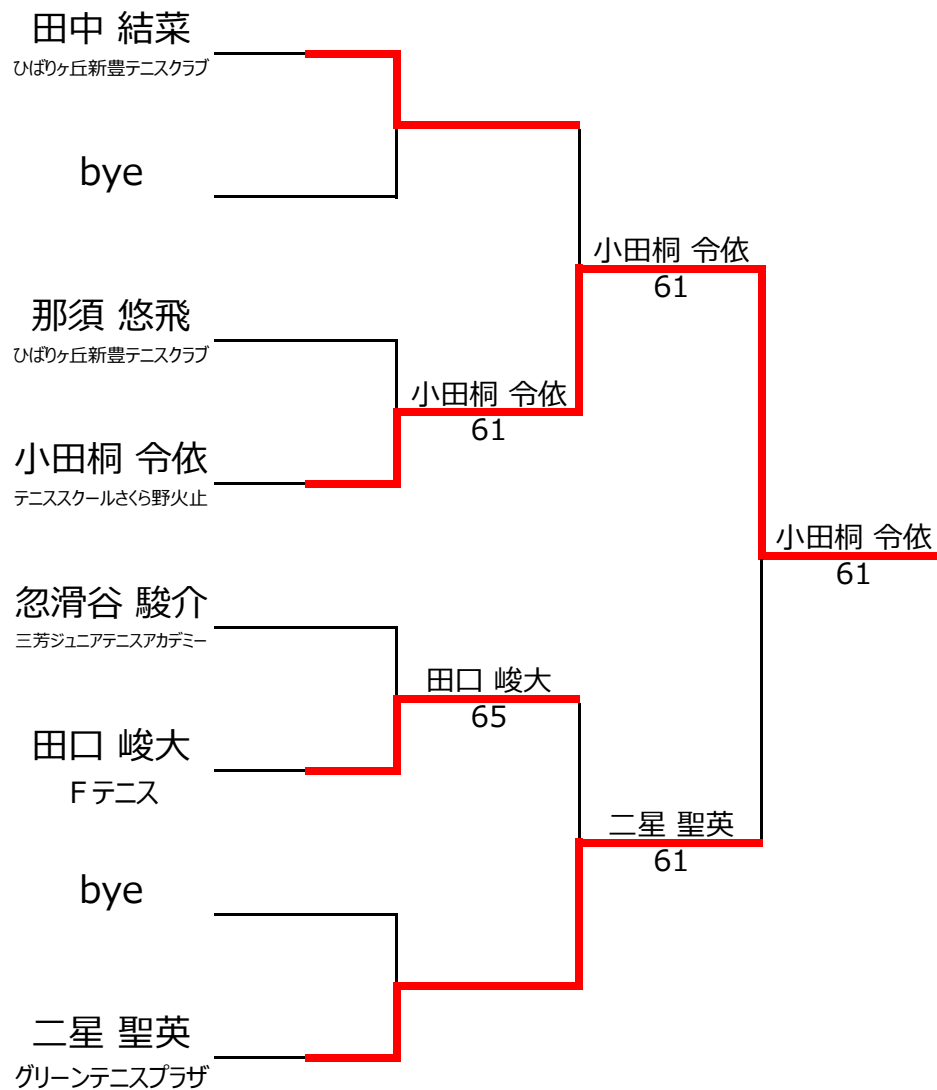 田中 結菜
ひばりヶ丘新豊テニスクラブ
bye
小田桐 令依
61
那須 悠飛
ひばりヶ丘新豊テニスクラブ
小田桐 令依
61
小田桐 令依
テニススクールさくら野火止
小田桐 令依
61
忽滑谷 駿介
三芳ジュニアテニスアカデミー
田口 峻大
65
田口 峻大
Fテニス
二星 聖英
61
bye
二星 聖英
グリーンテニスプラザ